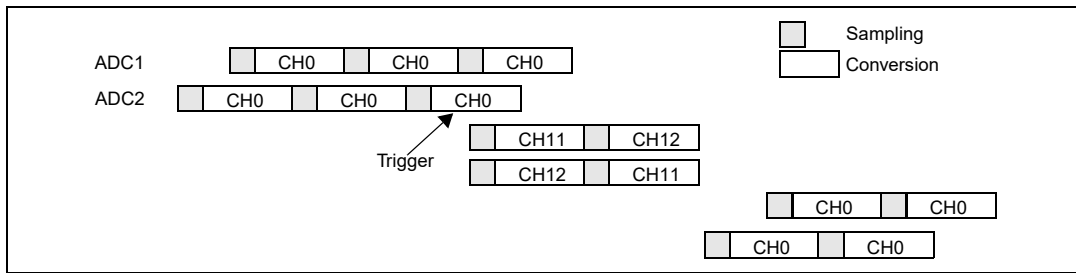 Sampling
Conversion
ADC1 CH0 CH0 CH0
ADC2 CH0 CH0 CH0
Trigger
CH11 CH12
CH12 CH11
CH0 CH0
CH0 CH0